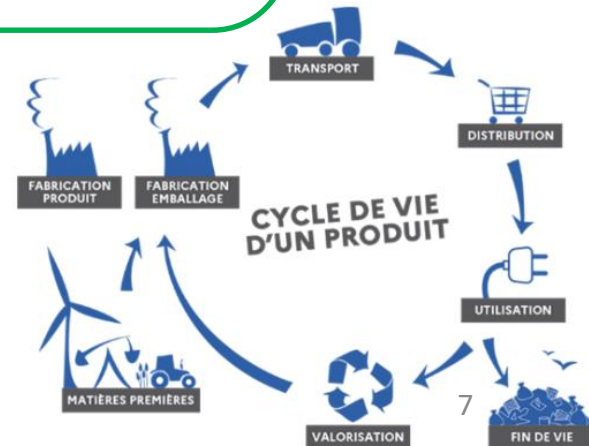 TRANSPORT
DISTRIBUTION
FABRICATION
PRODUIT
FABRICATION
EMBALLAGE
CYCLE DE VIE
D'UN PRODUIT
UTILISATION
MATIÈRES PREMIÈRES
7
VALORISATION
FIN DE VIE